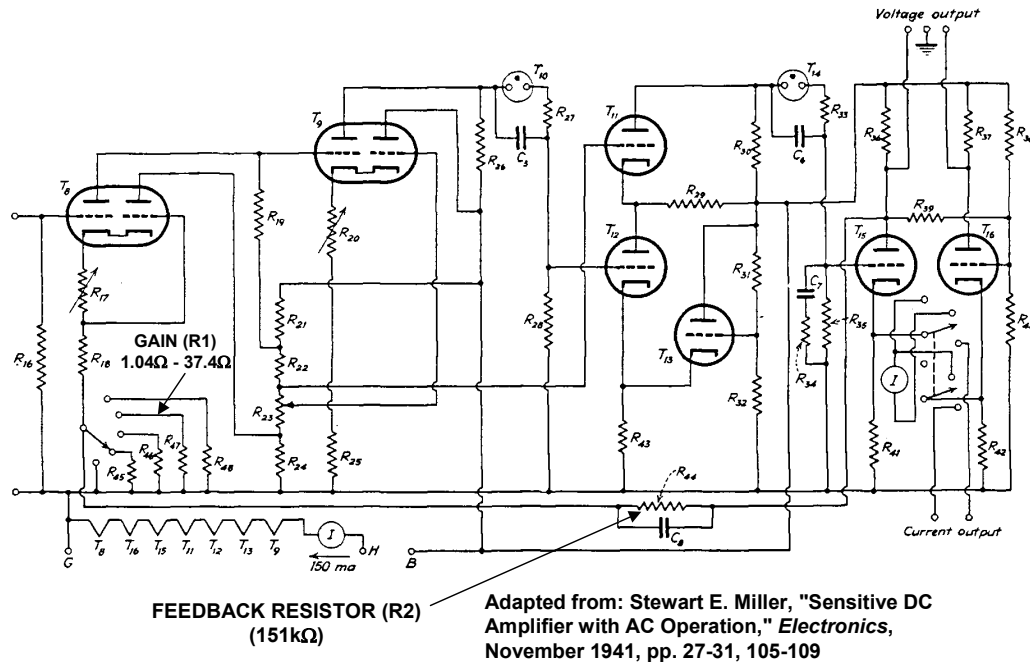 Voltage output
T10
T14
T9
T11
R27
R33
C5
C6
R26
R30
R36
R37
R38
T8
R19
R29
R39
R20
T12
T15
T16
R17
R31
C7
R21
R28
R35
R16
R18
GAIN (R1)
1.04Ω - 37.4Ω
R22
T13
I
R34
R23
R32
R47
R46
R45
R48
R24
R25
R43
R41
R42
R44
C8
I
G
T8
T16
T15
T11
T12
T13
T9
H
150 ma
B
Current output
FEEDBACK RESISTOR (R2)
(151kΩ)
Adapted from: Stewart E. Miller, "Sensitive DC
Amplifier with AC Operation," Electronics,
November 1941, pp. 27-31, 105-109